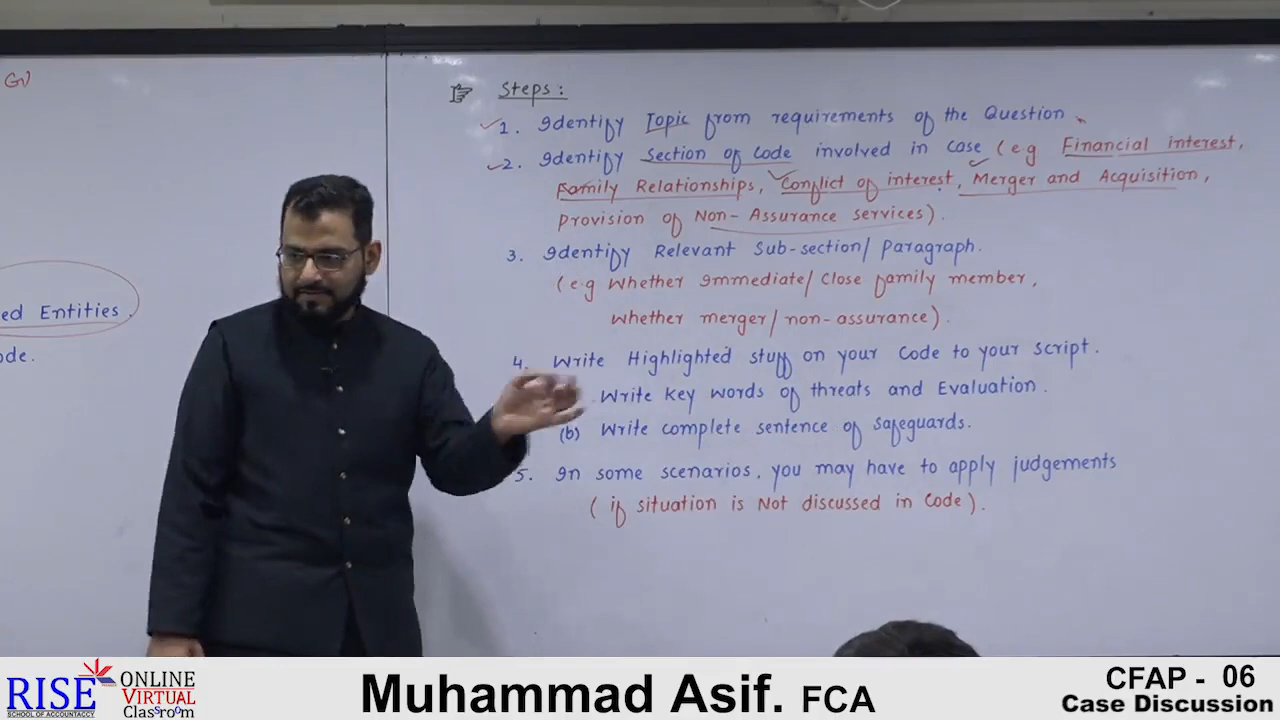 Steps:
1. Identify Topic from requirements of the Question
2. Identify Section of Code involved in case (e.g Financial interest,
Family Relationships, Conflict of interest, Merger and Acquisition,
Provision of Non-Assurance services).
3. Identify Relevant Sub-section/Paragraph.
(e.g Whether Immediate/Close family member,
Whether merger/non-assurance).
ed Entities.
ode.
4. Write Highlighted stuff on your Code to your Script.
Write key words of threats and Evaluation.
(b) Write complete sentence of safeguards.
5. In some scenarios, you may have to apply judgements
(if situation is Not discussed in Code).
RISE
SCHOOL OF ACCOUNTANCY
ONLINE
VIRTUAL
Classroom
Muhammad Asif. FCA
CFAP - 06
Case Discussion